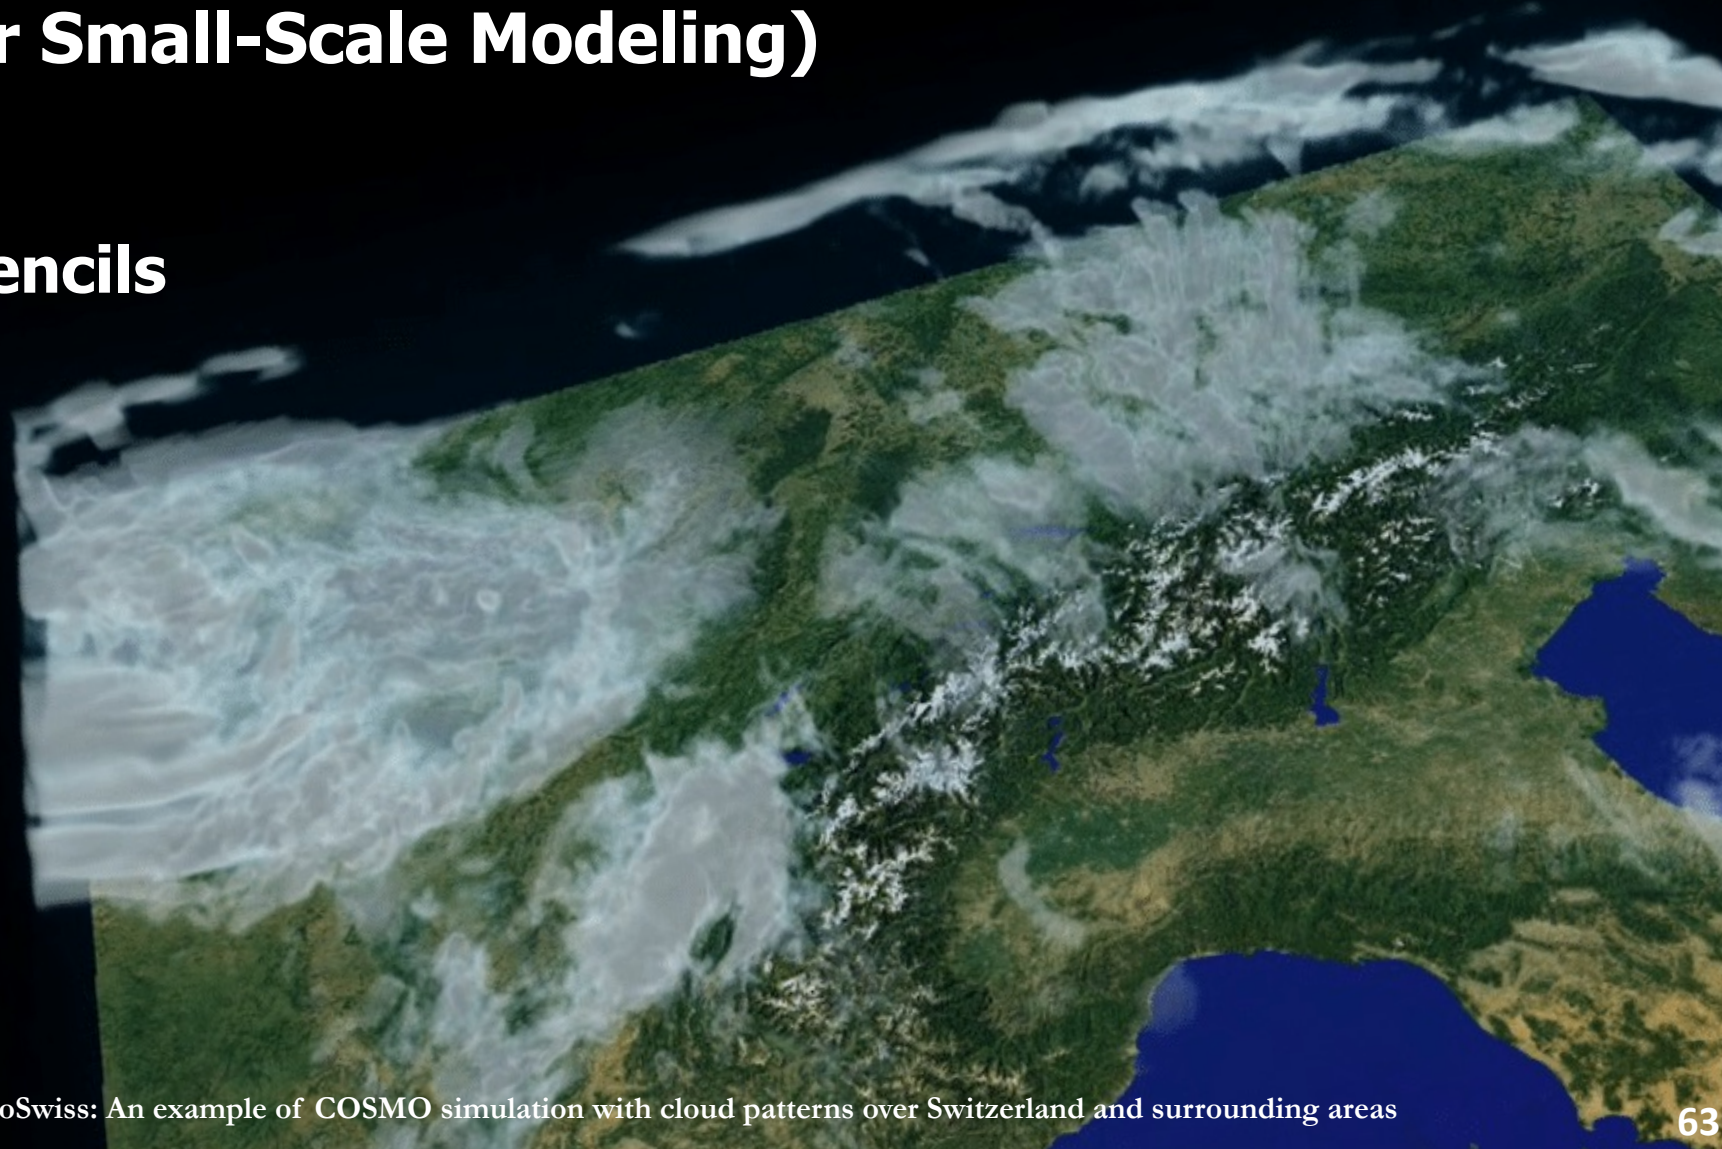 r Small-Scale Modeling)
encils
oSwiss: An example of COSMO simulation with cloud patterns over Switzerland and surrounding areas
63